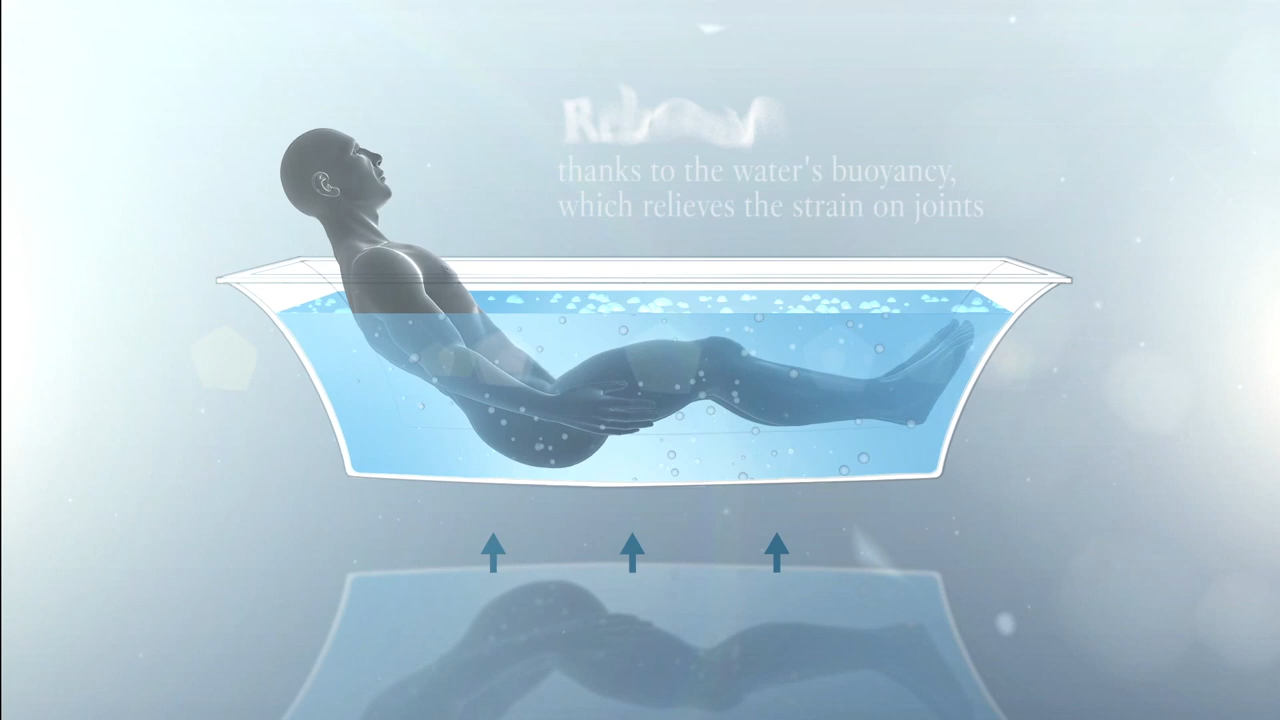 thanks to the water's buoyancy,
which relieves the strain on joints